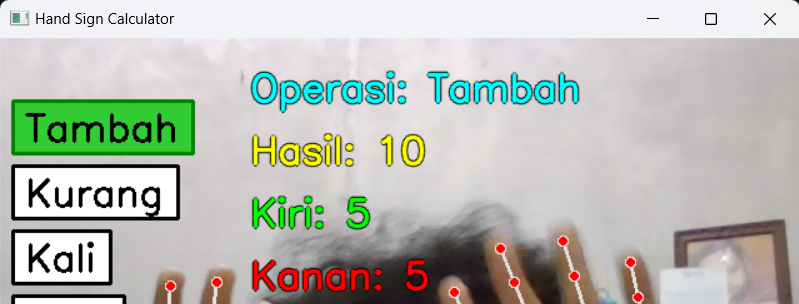 Hand Sign Calculator
Operasi: Tambah
Tambah
Hasil: 10
Kurang
Kiri: 5
Kali
Kanan: 5